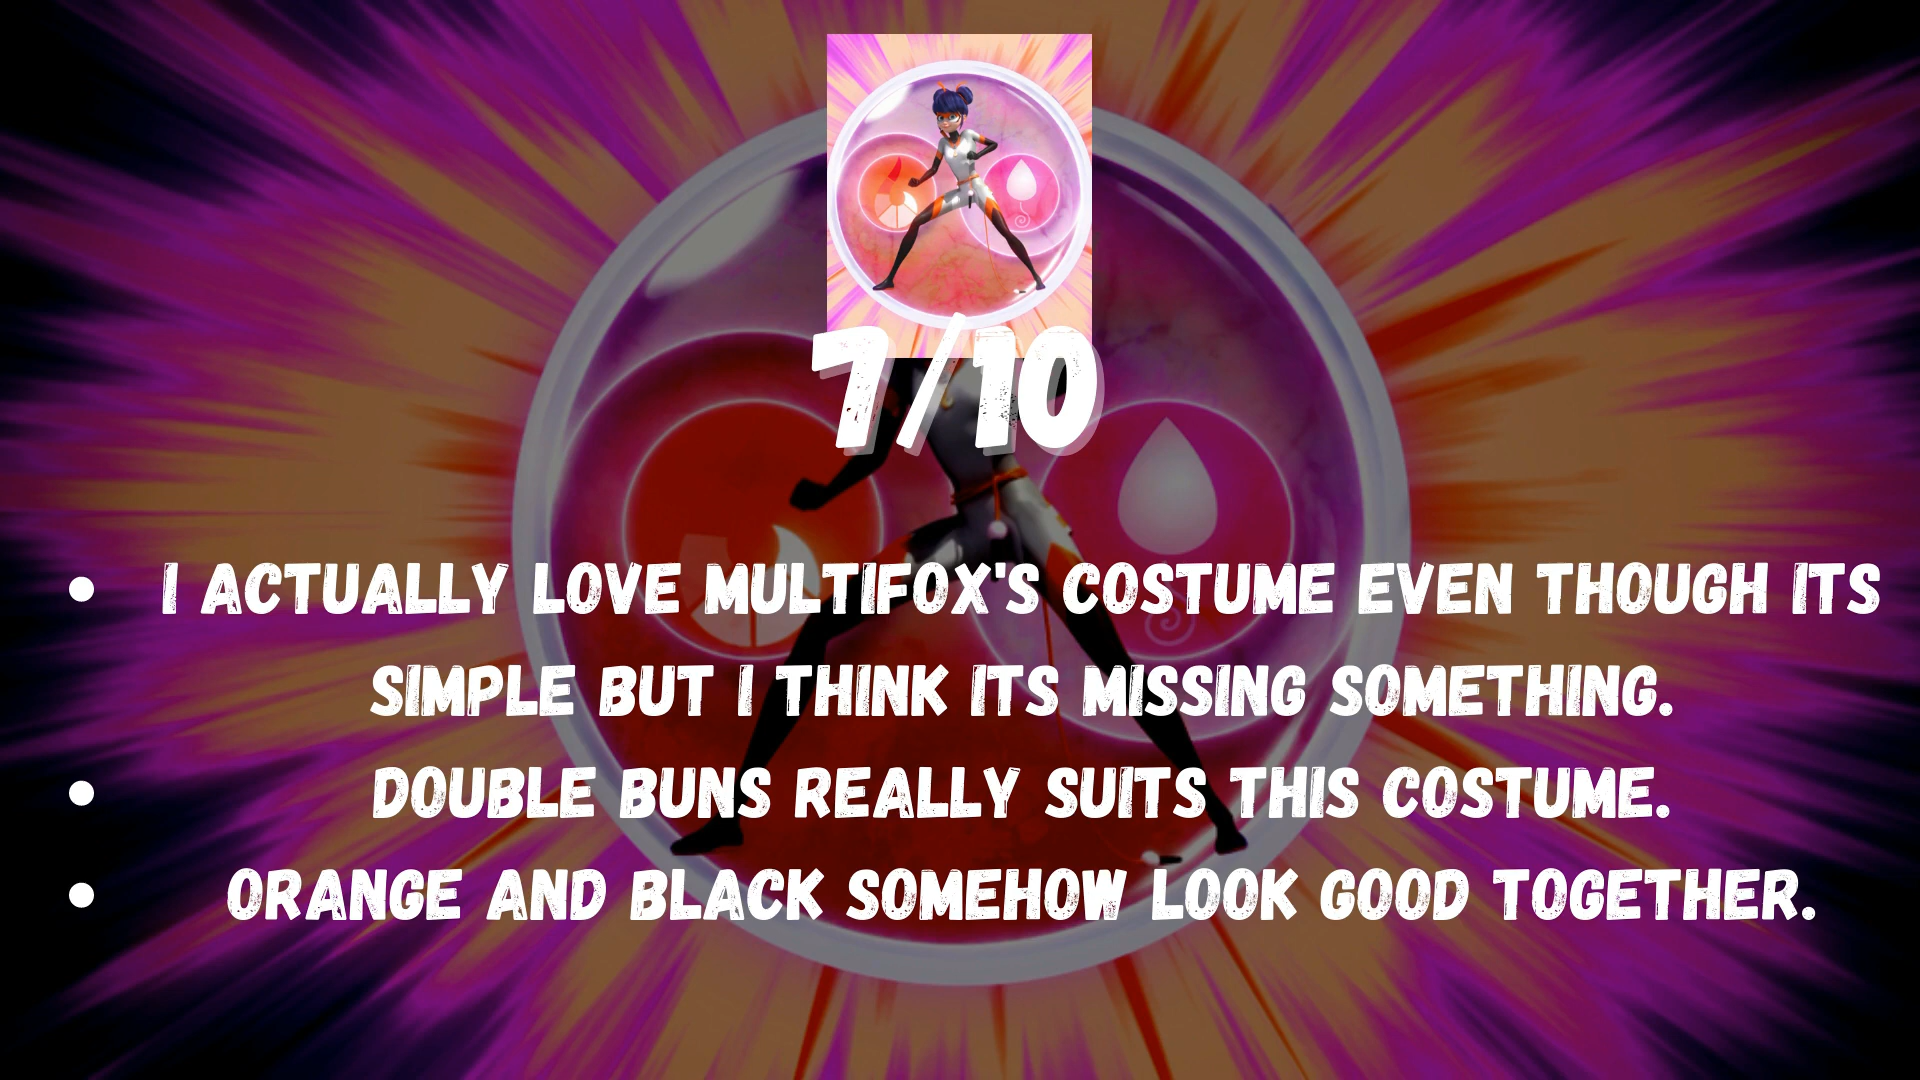 7/10
• I ACTUALLY LOVE MULTIFOX'S COSTUME EVEN THOUGH ITS
SIMPLE BUT I THINK ITS MISSING SOMETHING.
• DOUBLE BUNS REALLY SUITS THIS COSTUME.
• ORANGE AND BLACK SOMEHOW LOOK GOOD TOGETHER.